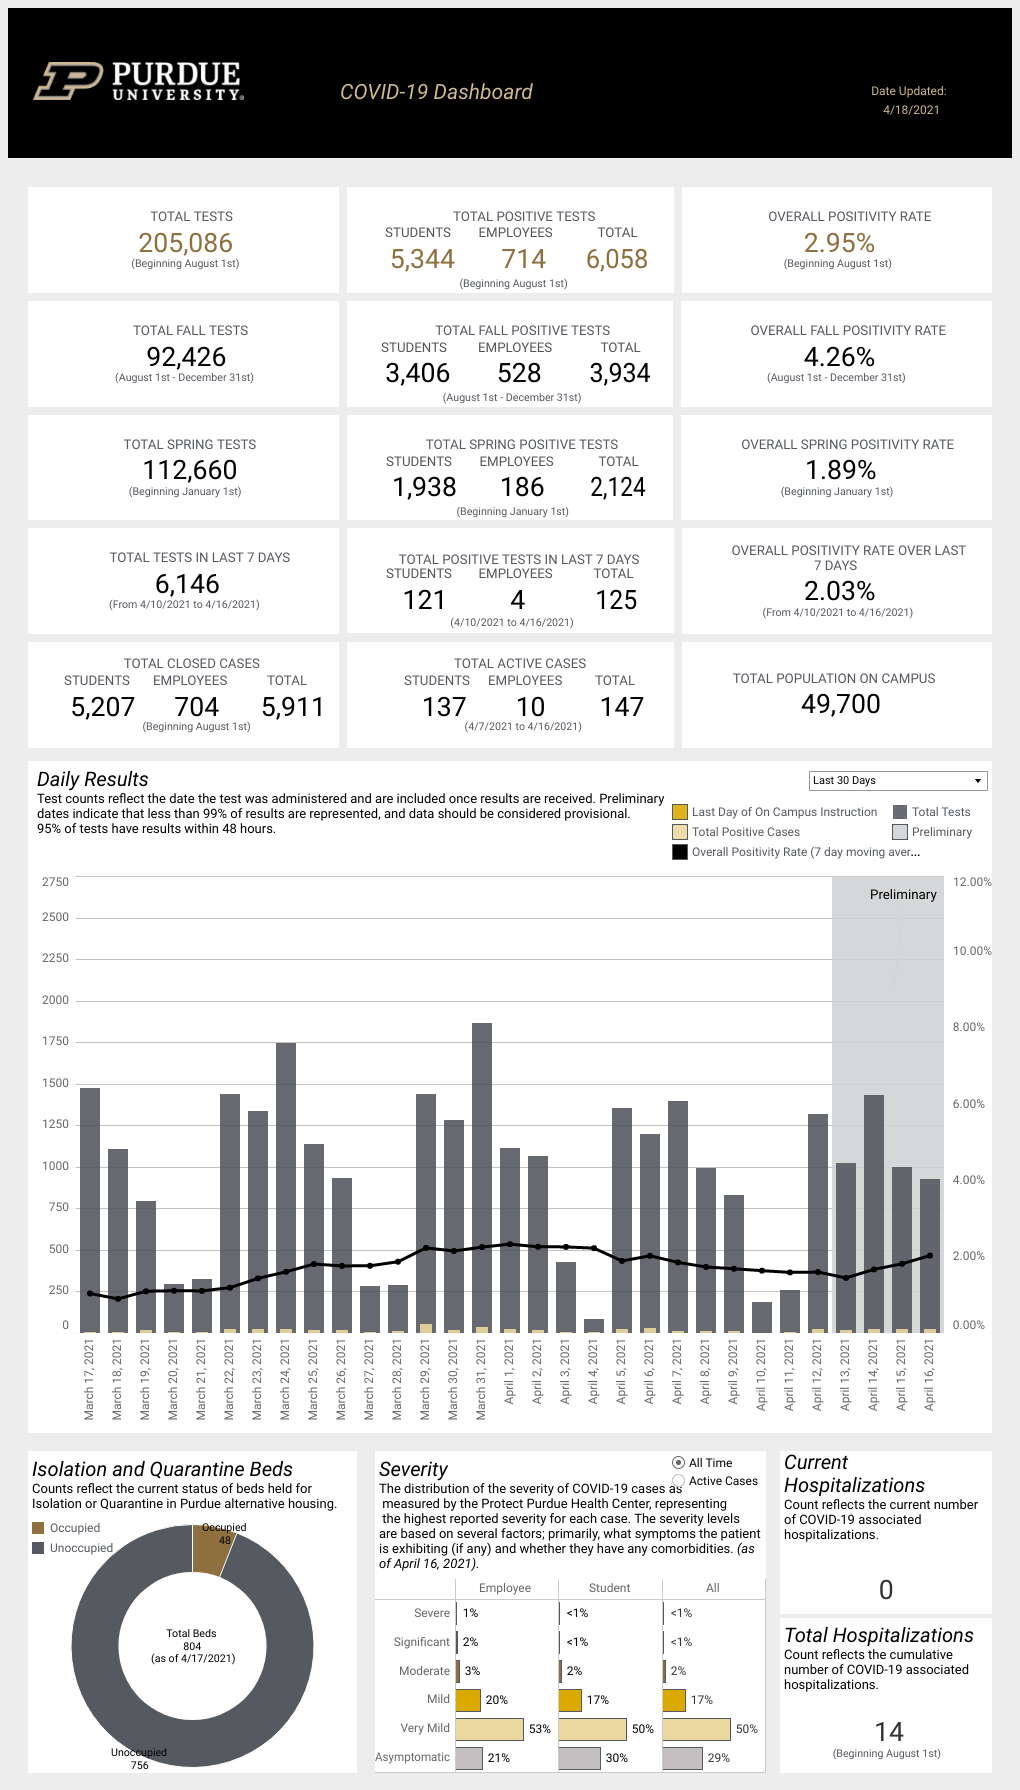 PURDUE
UNIVERSITY®
COVID-19 Dashboard
Date Updated:
4/18/2021
TOTAL TESTS
205,086
(Beginning August 1st)
TOTAL POSITIVE TESTS
STUDENTS EMPLOYEES TOTAL
5,344 714 6,058
(Beginning August 1st)
OVERALL POSITIVITY RATE
2.95%
(Beginning August 1st)
TOTAL FALL TESTS
92,426
(August 1st - December 31st)
TOTAL FALL POSITIVE TESTS
STUDENTS EMPLOYEES TOTAL
3,406 528 3,934
(August 1st - December 31st)
OVERALL FALL POSITIVITY RATE
4.26%
(August 1st - December 31st)
TOTAL SPRING TESTS
112,660
(Beginning January 1st)
TOTAL SPRING POSITIVE TESTS
STUDENTS EMPLOYEES TOTAL
1,938 186 2,124
(Beginning January 1st)
OVERALL SPRING POSITIVITY RATE
1.89%
(Beginning January 1st)
TOTAL TESTS IN LAST 7 DAYS
6,146
(From 4/10/2021 to 4/16/2021)
TOTAL POSITIVE TESTS IN LAST 7 DAYS
STUDENTS EMPLOYEES TOTAL
121 4 125
(4/10/2021 to 4/16/2021)
OVERALL POSITIVITY RATE OVER LAST
7 DAYS
2.03%
(From 4/10/2021 to 4/16/2021)
TOTAL CLOSED CASES
STUDENTS EMPLOYEES TOTAL
5,207 704 5,911
(Beginning August 1st)
TOTAL ACTIVE CASES
STUDENTS EMPLOYEES TOTAL
137 10 147
(4/7/2021 to 4/16/2021)
TOTAL POPULATION ON CAMPUS
49,700
Daily Results
Test counts reflect the date the test was administered and are included once results are received. Preliminary
dates indicate that less than 99% of results are represented, and data should be considered provisional.
95% of tests have results within 48 hours.
Last 30 Days
Last Day of On Campus Instruction Total Tests
Total Positive Cases Preliminary
Overall Positivity Rate (7 day moving aver...
2750
2500
2250
2000
1750
1500
1250
1000
750
500
250
0
Preliminary
12.00%
10.00%
8.00%
6.00%
4.00%
2.00%
0.00%
March 17, 2021
March 18, 2021
March 19, 2021
March 20, 2021
March 21, 2021
March 22, 2021
March 23, 2021
March 24, 2021
March 25, 2021
March 26, 2021
March 27, 2021
March 28, 2021
March 29, 2021
March 30, 2021
March 31, 2021
April 1, 2021
April 2, 2021
April 3, 2021
April 4, 2021
April 5, 2021
April 6, 2021
April 7, 2021
April 8, 2021
April 9, 2021
April 10, 2021
April 11, 2021
April 12, 2021
April 13, 2021
April 14, 2021
April 15, 2021
April 16, 2021
Isolation and Quarantine Beds
Counts reflect the current status of beds held for
Isolation or Quarantine in Purdue alternative housing.
Occupied
Unoccupied
Occupied
48
Total Beds
804
(as of 4/17/2021)
Unoccupied
756
Severity
All Time
Active Cases
The distribution of the severity of COVID-19 cases as
measured by the Protect Purdue Health Center, representing
the highest reported severity for each case. The severity levels
are based on several factors; primarily, what symptoms the patient
is exhibiting (if any) and whether they have any comorbidities. (as
of April 16, 2021).
Employee Student All
Severe 1% <1% <1%
Significant 2% <1% <1%
Moderate 3% 2% 2%
Mild 20% 17% 17%
Very Mild 53% 50% 50%
Asymptomatic 21% 30% 29%
Current
Hospitalizations
Count reflects the current number
of COVID-19 associated
hospitalizations.
0
Total Hospitalizations
Count reflects the cumulative
number of COVID-19 associated
hospitalizations.
14
(Beginning August 1st)